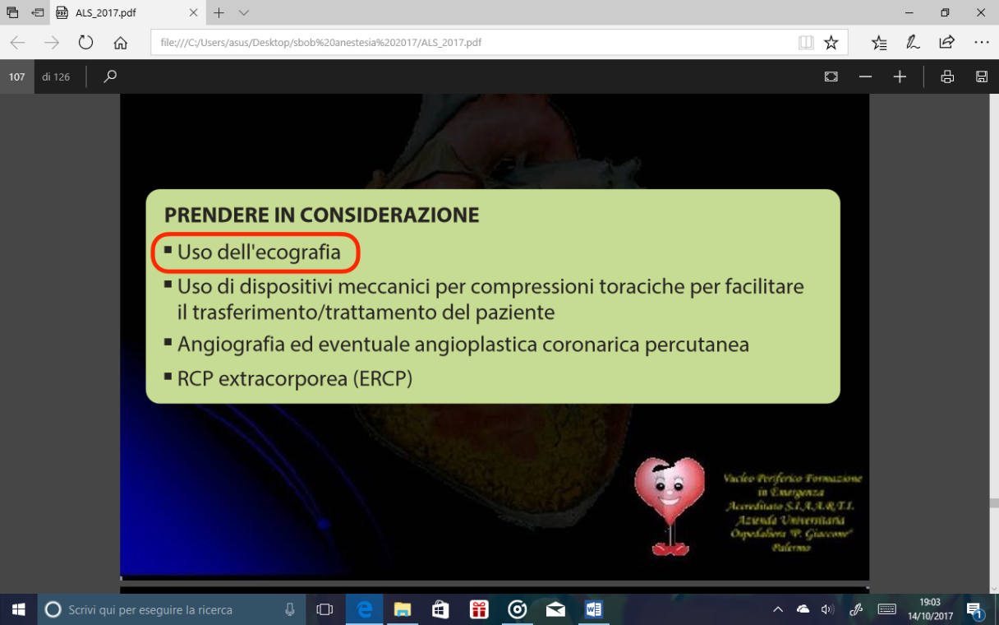 ALS_2017.pdf
file:///C:/Users/asus/Desktop/sbob%20anestesia%202017/ALS_2017.pdf
107 di 126
PRENDERE IN CONSIDERAZIONE
▪ Uso dell'ecografia
▪ Uso di dispositivi meccanici per compressioni toraciche per facilitare
il trasferimento/trattamento del paziente
▪ Angiografia ed eventuale angioplastica coronarica percutanea
▪ RCP extracorporea (ERCP)
Nucleo Periferico Formazione
in Emergenza
Accreditato S.I.A.A.R.T.I.
Azienda Universitaria
Ospedaliera "P. Giaccone"
Palermo
Scrivi qui per eseguire la ricerca
19:03
14/10/2017
1